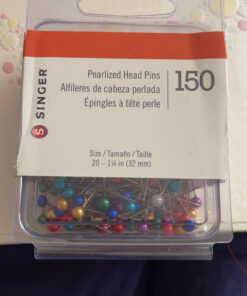 Pearlized Head Pins
Alfileres de cabeza perlada
Épingles à tête perle
150
SINGER
Size / Tamaño / Taille
20 – 1¼ in (32 mm)